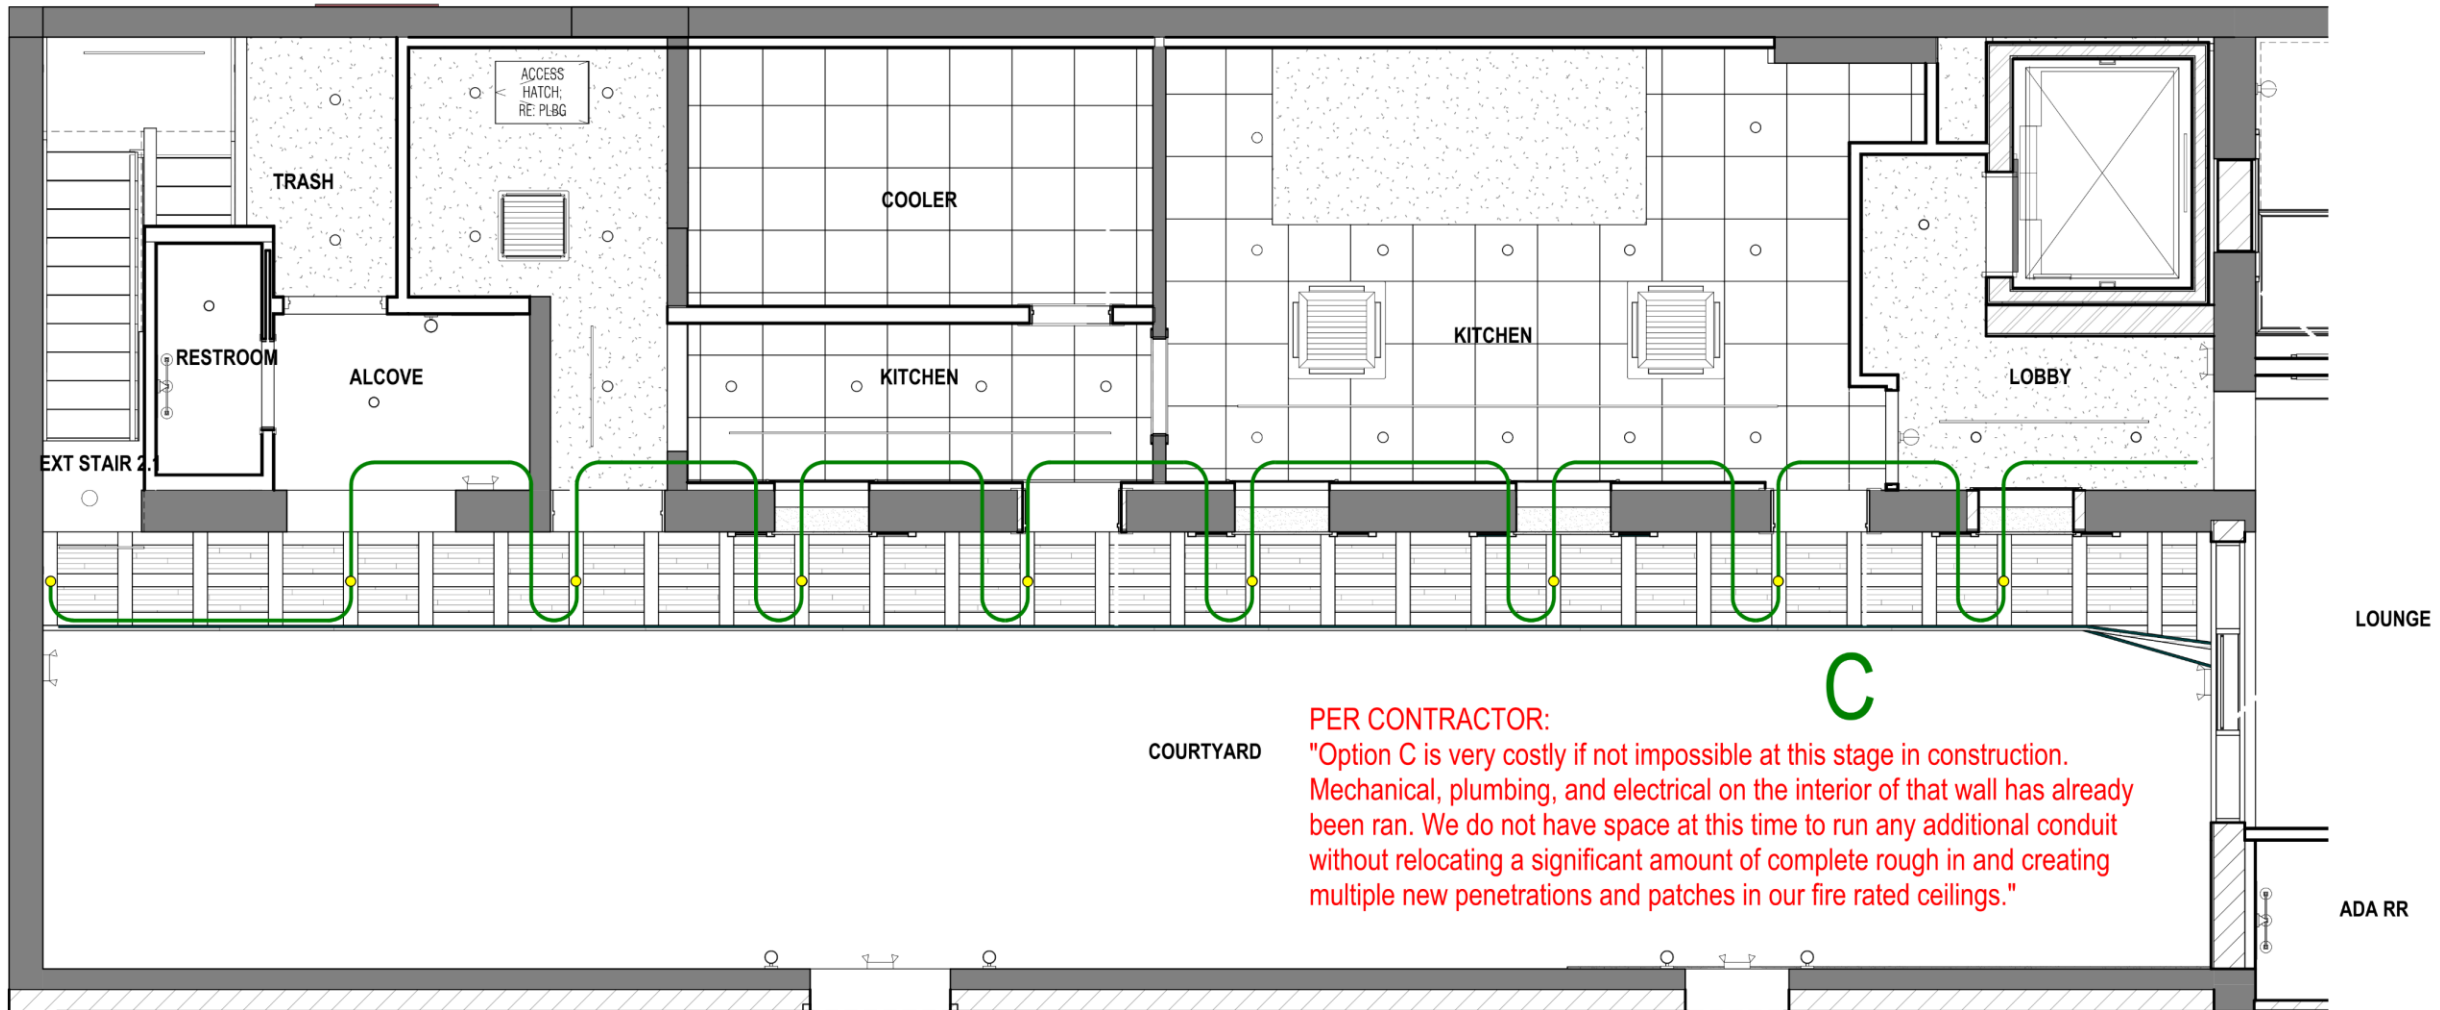 ACCESS
HATCH;
RE: PLBG
TRASH
COOLER
RESTROOM
ALCOVE
KITCHEN
KITCHEN
LOBBY
EXT STAIR 2.1
LOUNGE
C
COURTYARD
PER CONTRACTOR:
"Option C is very costly if not impossible at this stage in construction.
Mechanical, plumbing, and electrical on the interior of that wall has already
been ran. We do not have space at this time to run any additional conduit
without relocating a significant amount of complete rough in and creating
multiple new penetrations and patches in our fire rated ceilings."
ADA RR